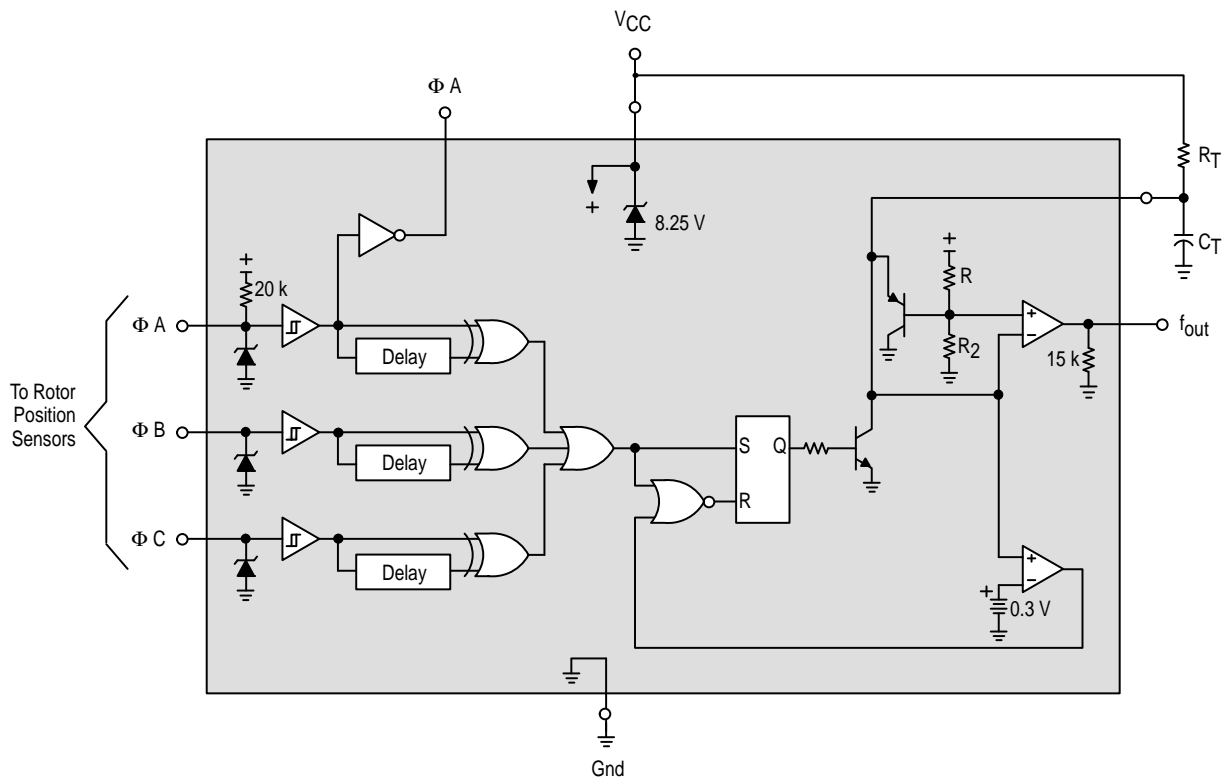 VCC
Φ A
RT
8.25 V
CT
+
+
R
20 k
Φ A
Delay
+
−
fout
R2
15 k
To Rotor
Position
Sensors
Φ B
Delay
S
Q
R
Φ C
Delay
+
−
+
0.3 V
Gnd